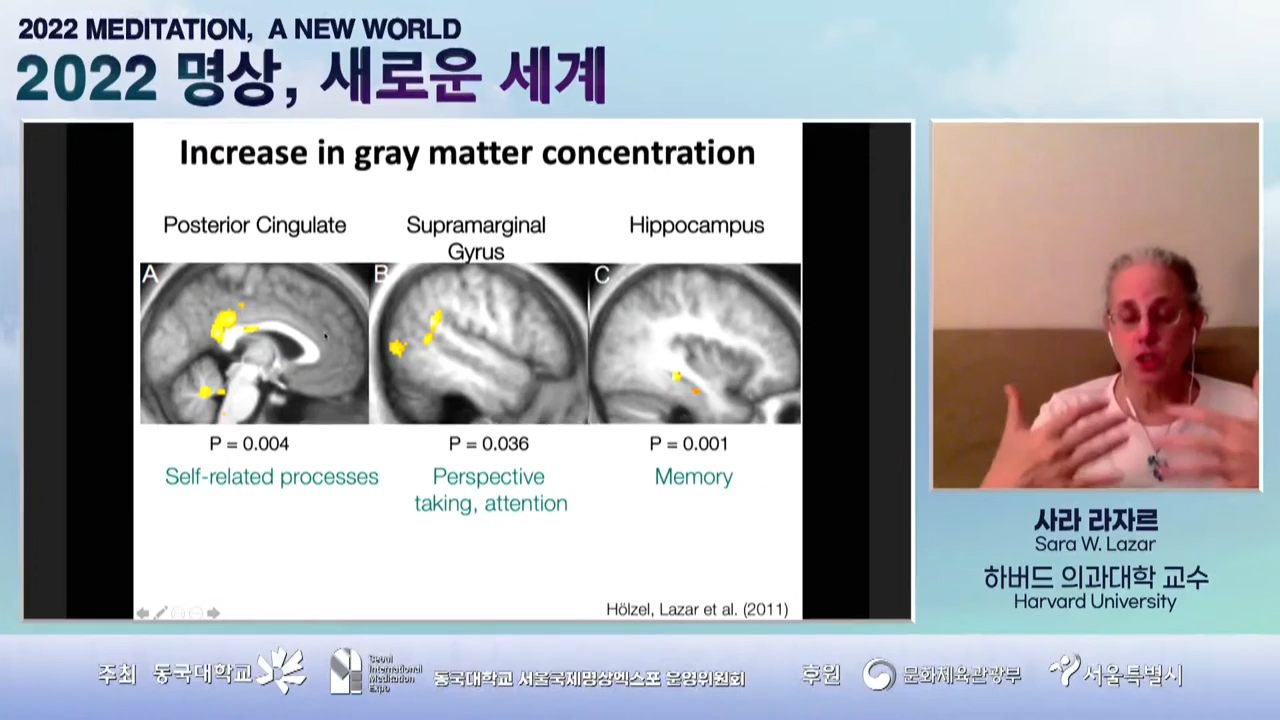 2022 MEDITATION, A NEW WORLD
2022 명상, 새로운 세계
Increase in gray matter concentration
Posterior Cingulate
Supramarginal
Gyrus
Hippocampus
A
B
C
P = 0.004
P = 0.036
P = 0.001
Self-related processes
Perspective
taking, attention
Memory
Hölzel, Lazar et al. (2011)
사라 라자르
Sara W. Lazar
하버드 의과대학 교수
Harvard University
주최 동국대학교
Seoul
International
Meditation
Expo
동국대학교 서울국제명상엑스포 운영위원회
후원 문화체육관광부 서울특별시